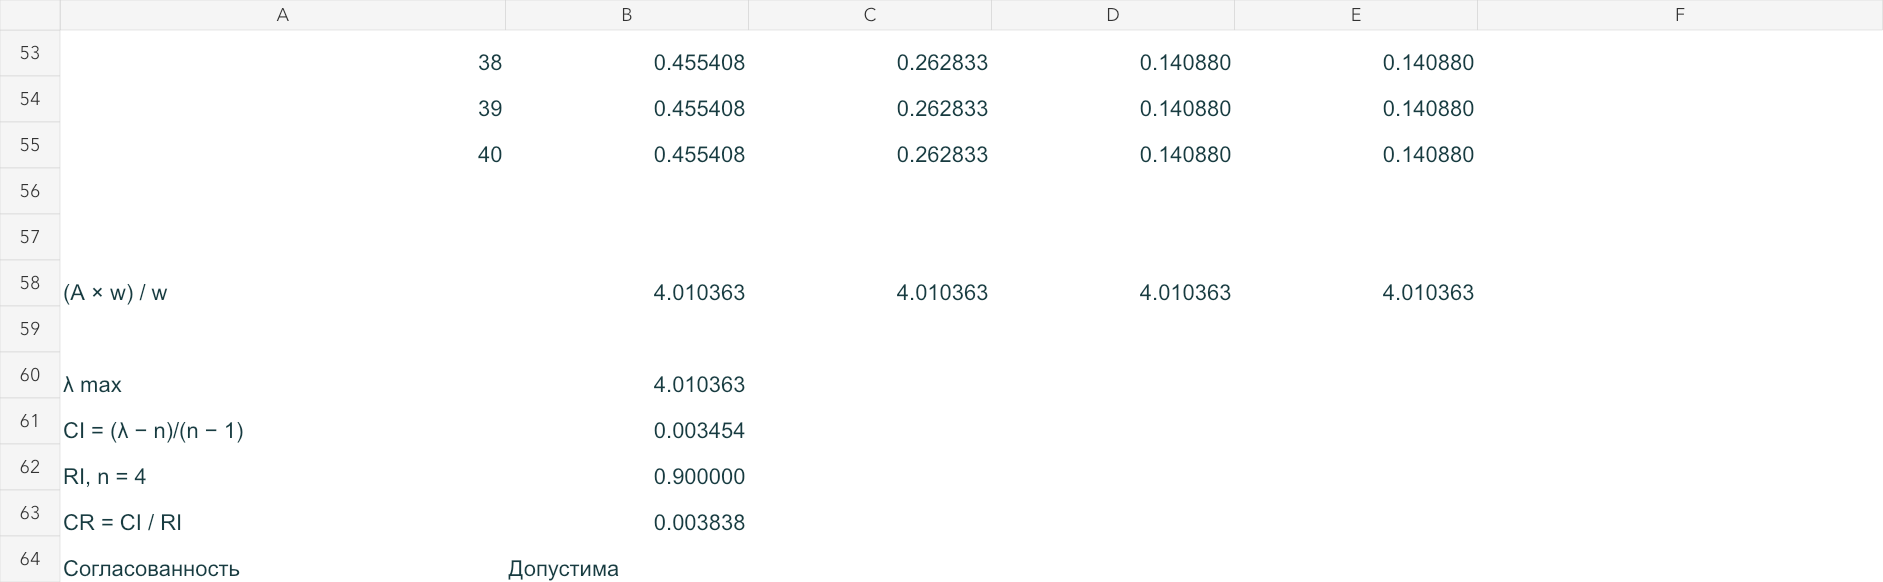 A B C D E F
53 38 0.455408 0.262833 0.140880 0.140880
54 39 0.455408 0.262833 0.140880 0.140880
55 40 0.455408 0.262833 0.140880 0.140880
56
57
58 (A × w) / w 4.010363 4.010363 4.010363 4.010363
59
60 λ max 4.010363
61 CI = (λ − n)/(n − 1) 0.003454
62 RI, n = 4 0.900000
63 CR = CI / RI 0.003838
64 Согласованность Допустима